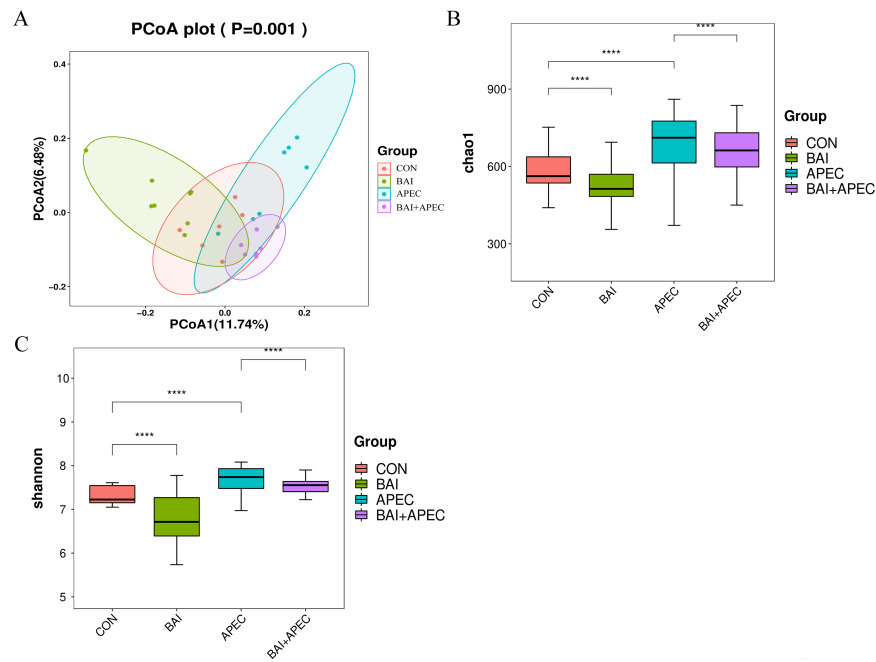 A
PCoA plot ( P=0.001 )
0.4
0.2
0.0
−0.2
PCoA2(6.48%)
−0.2
0.0
0.2
PCoA1(11.74%)
Group
CON
BAI
APEC
BAI+APEC
B
****
****
****
900
600
300
chao1
CON
BAI
APEC
BAI+APEC
Group
CON
BAI
APEC
BAI+APEC
C
****
****
****
10
9
8
7
6
5
shannon
CON
BAI
APEC
BAI+APEC
Group
CON
BAI
APEC
BAI+APEC